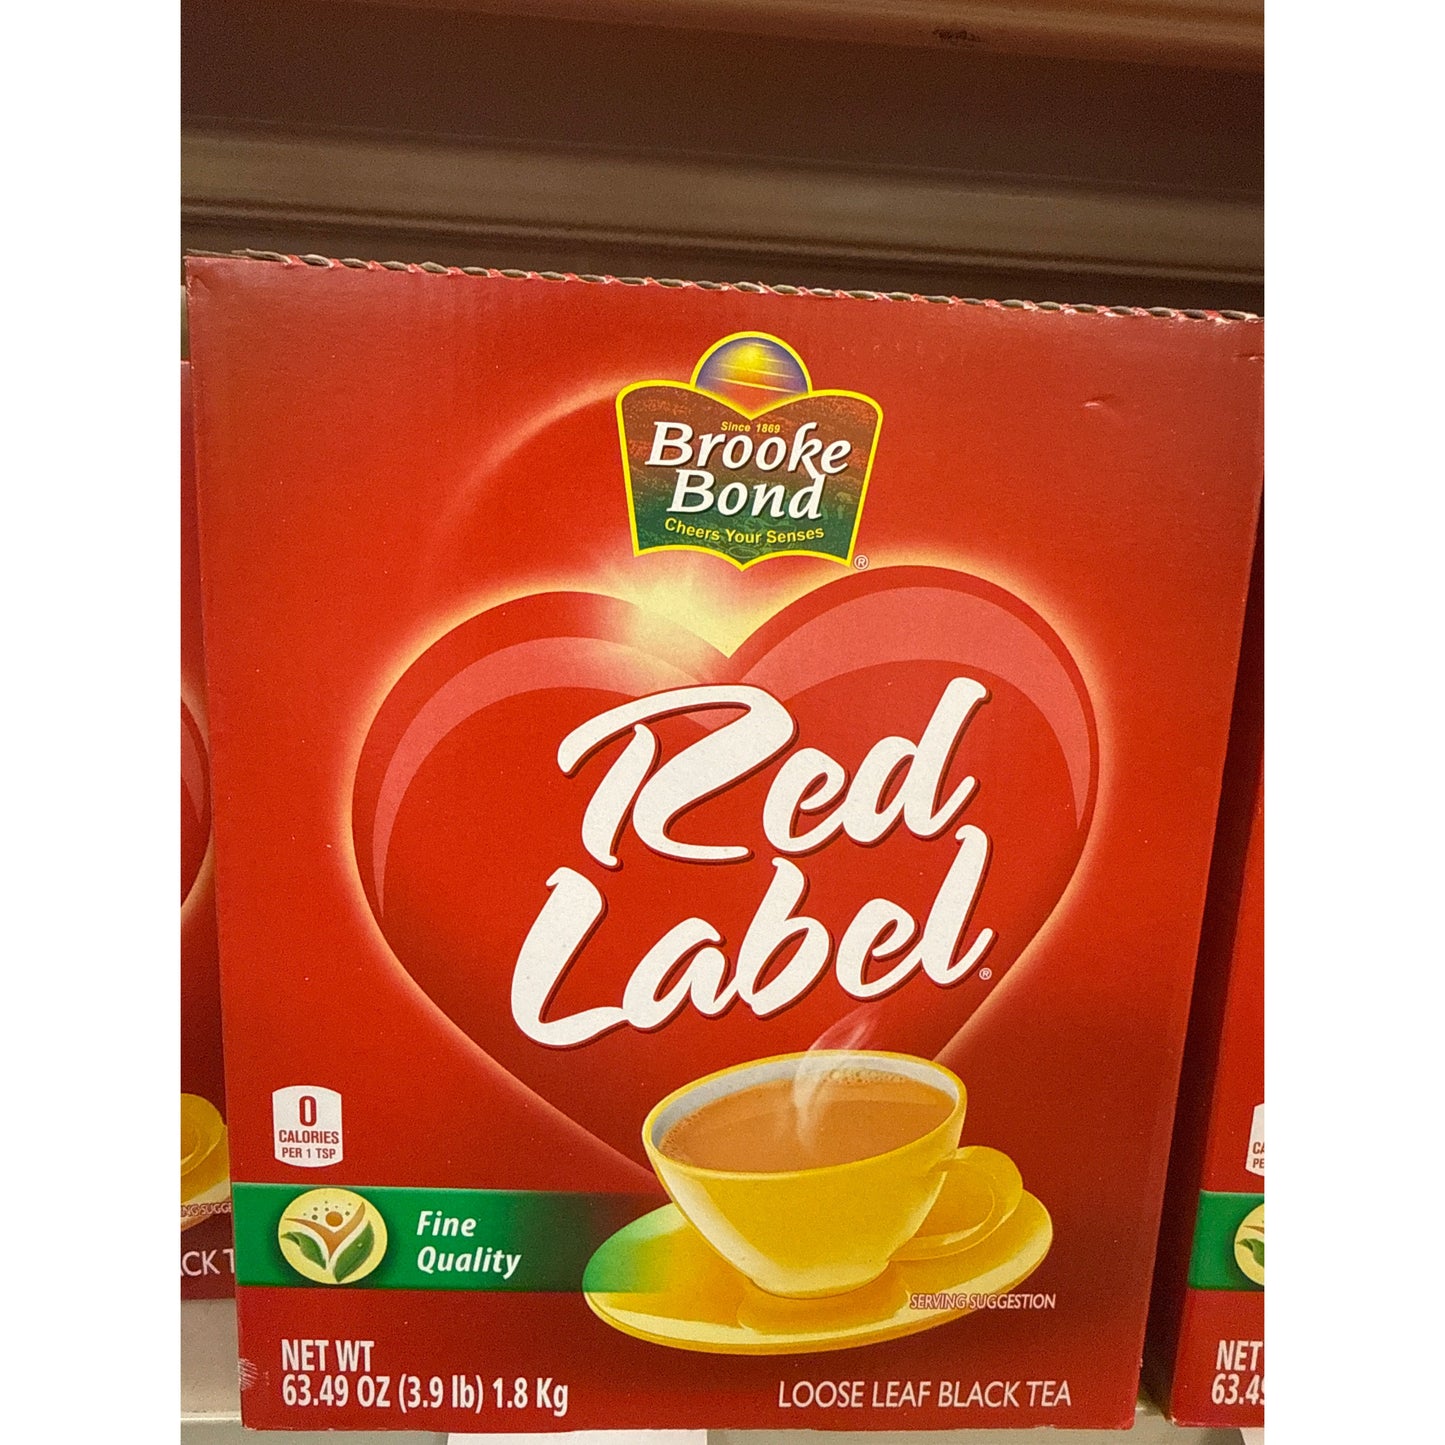 Since 1869
Brooke
Bond
Cheers Your Senses
®
Red
Label
®
0
CALORIES
PER 1 TSP
Fine
Quality
SERVING SUGGESTION
NET WT
63.49 OZ (3.9 lb) 1.8 Kg
LOOSE LEAF BLACK TEA
NET